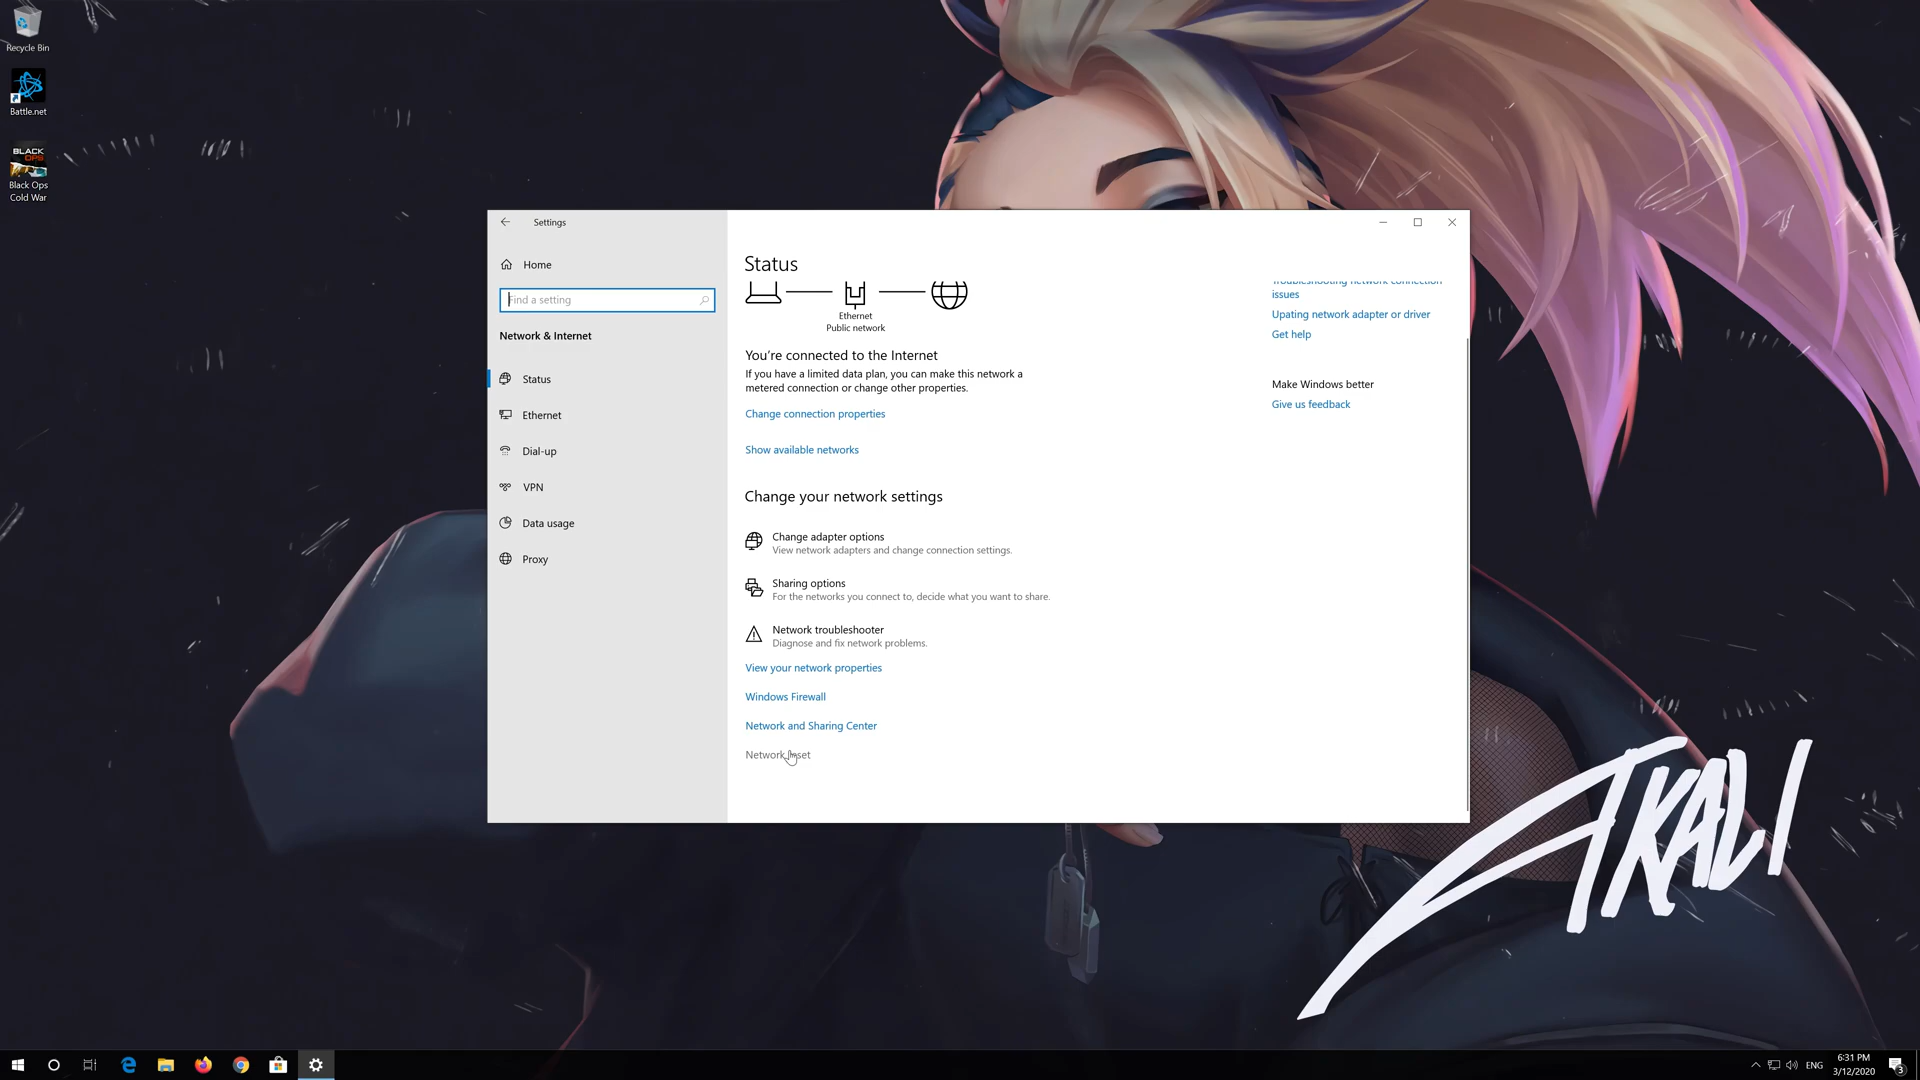 Recycle Bin
Battle.net
BLACK
OPS
Black Ops
Cold War
Settings
Home
Find a setting
Network & Internet
Status
Ethernet
Dial-up
VPN
Data usage
Proxy
Status
Ethernet
Public network
You're connected to the Internet
If you have a limited data plan, you can make this network a
metered connection or change other properties.
Change connection properties
Show available networks
Change your network settings
Change adapter options
View network adapters and change connection settings.
Sharing options
For the networks you connect to, decide what you want to share.
Network troubleshooter
Diagnose and fix network problems.
View your network properties
Windows Firewall
Network and Sharing Center
Network reset
Troubleshooting network connection
issues
Upating network adapter or driver
Get help
Make Windows better
Give us feedback
AKALI
ENG
6:31 PM
3/12/2020
3